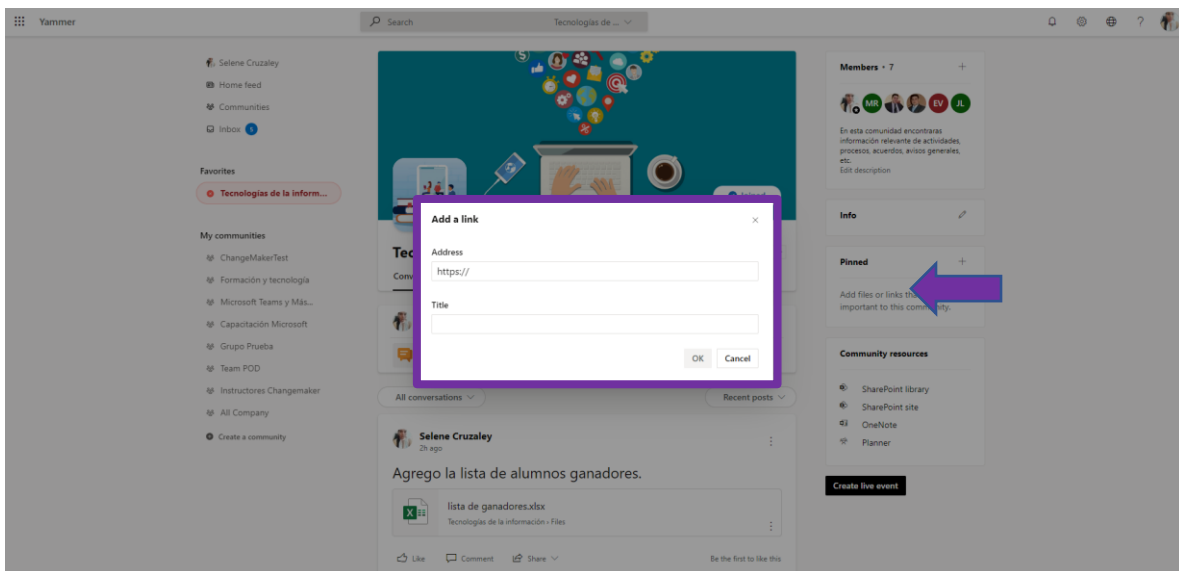 Yammer
Search
Tecnologías de ...
?
Selene Cruzaley
Home feed
Communities
Inbox 5
Favorites
Tecnologías de la inform...
My communities
ChangeMakerTest
Formación y tecnología
Microsoft Teams y Más...
Capacitación Microsoft
Grupo Prueba
Team POD
Instructores Changemaker
All Company
Create a community
$
Joined
Tec
Conv
Add a link
Address
https://
Title
OK Cancel
All conversations
Recent posts
Selene Cruzaley
2h ago
Agrego la lista de alumnos ganadores.
lista de ganadores.xlsx
Tecnologías de la información › Files
Like Comment Share
Be the first to like this
Members · 7 +
MR EV JL
En esta comunidad encontraras
información relevante de actividades,
procesos, acuerdos, avisos generales,
etc.
Edit description
Info
Pinned +
Add files or links
important to this community.
Community resources
SharePoint library
SharePoint site
OneNote
Planner
Create live event